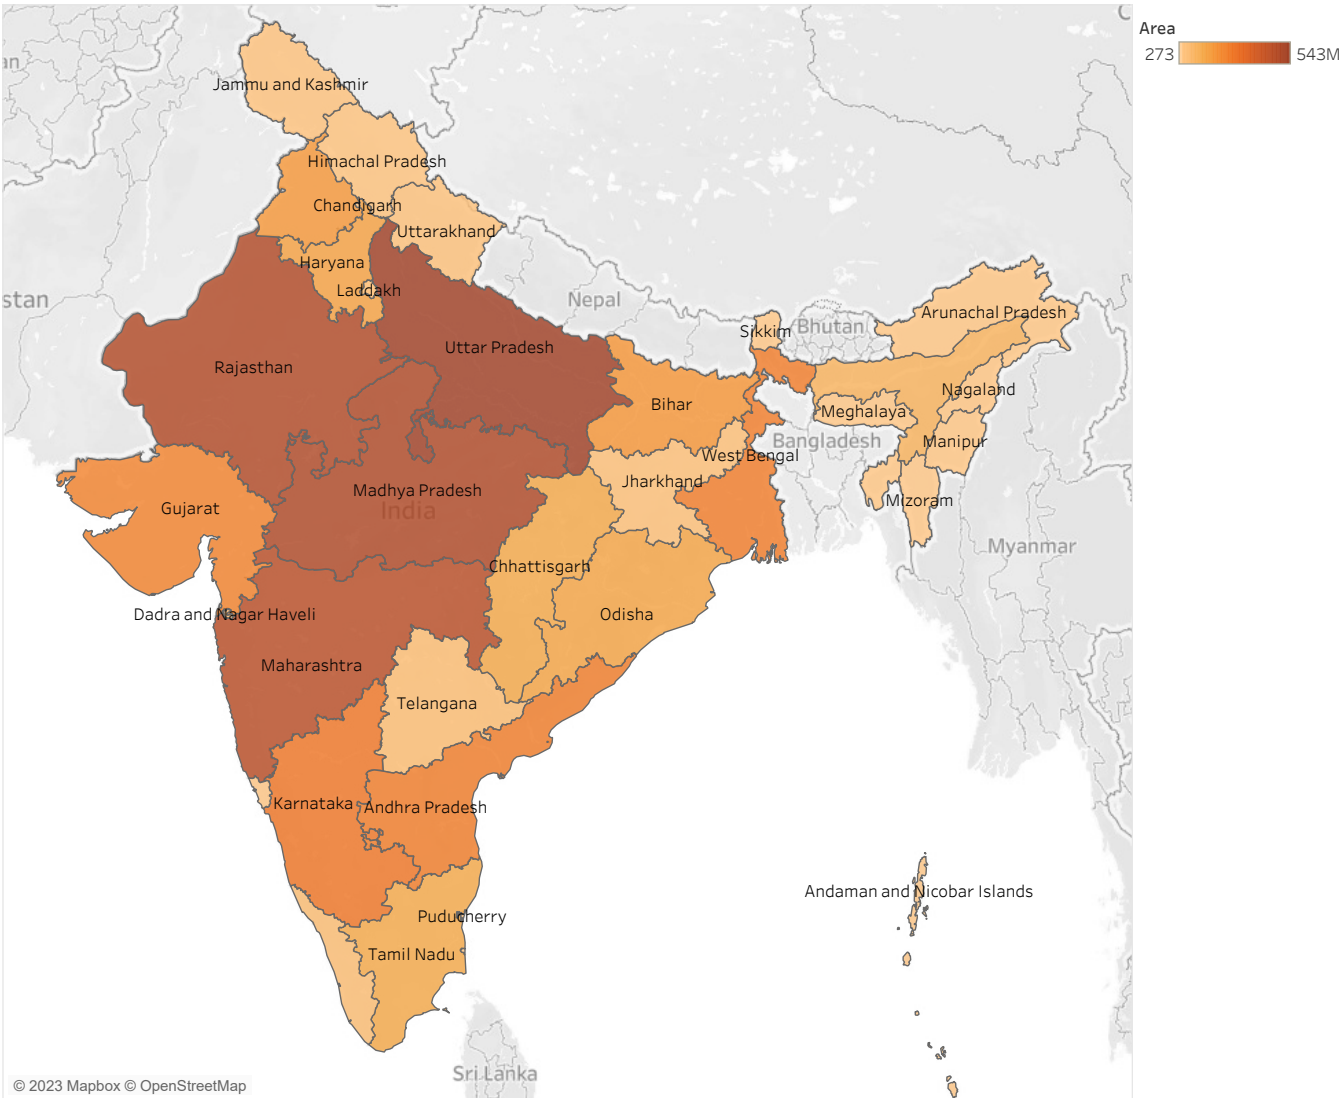 Area
273
543M
an
Jammu and Kashmir
Himachal Pradesh
Chandigarh
Uttarakhand
Haryana
Laddakh
stan
Nepal
Sikkim
Bhutan
Arunachal Pradesh
Uttar Pradesh
Rajasthan
Bihar
Nagaland
Meghalaya
Bangladesh
Manipur
West Bengal
Jharkhand
Madhya Pradesh
India
Gujarat
Mizoram
Myanmar
Chhattisgarh
Dadra and Nagar Haveli
Odisha
Maharashtra
Telangana
Karnataka
Andhra Pradesh
Andaman and Nicobar Islands
Puducherry
Tamil Nadu
Sri Lanka
© 2023 Mapbox © OpenStreetMap